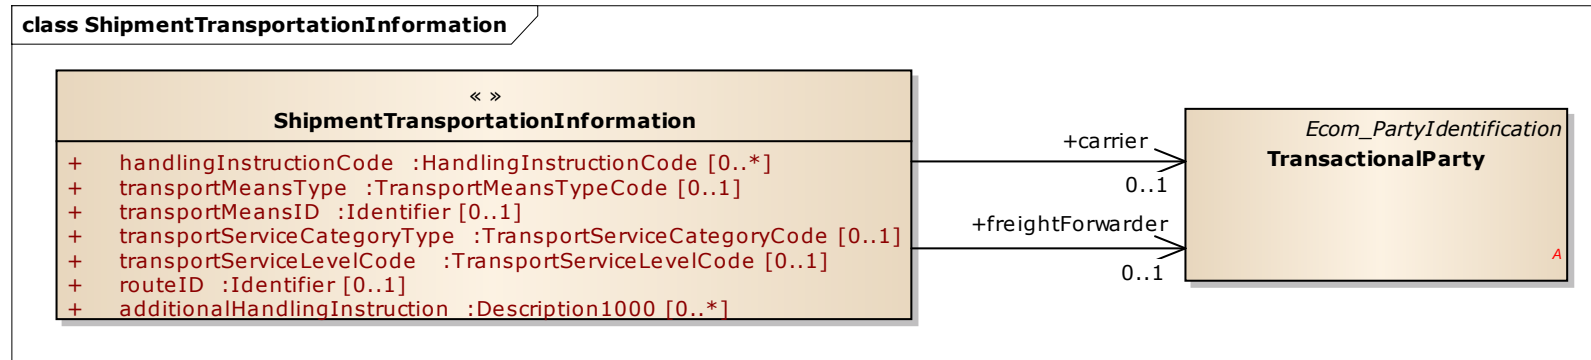 class ShipmentTransportationInformation
« »
ShipmentTransportationInformation
+ handlingInstructionCode :HandlingInstructionCode [0..*]
+ transportMeansType :TransportMeansTypeCode [0..1]
+ transportMeansID :Identifier [0..1]
+ transportServiceCategoryType :TransportServiceCategoryCode [0..1]
+ transportServiceLevelCode :TransportServiceLevelCode [0..1]
+ routeID :Identifier [0..1]
+ additionalHandlingInstruction :Description1000 [0..*]
+carrier
0..1
+freightForwarder
0..1
Ecom_PartyIdentification
TransactionalParty
A